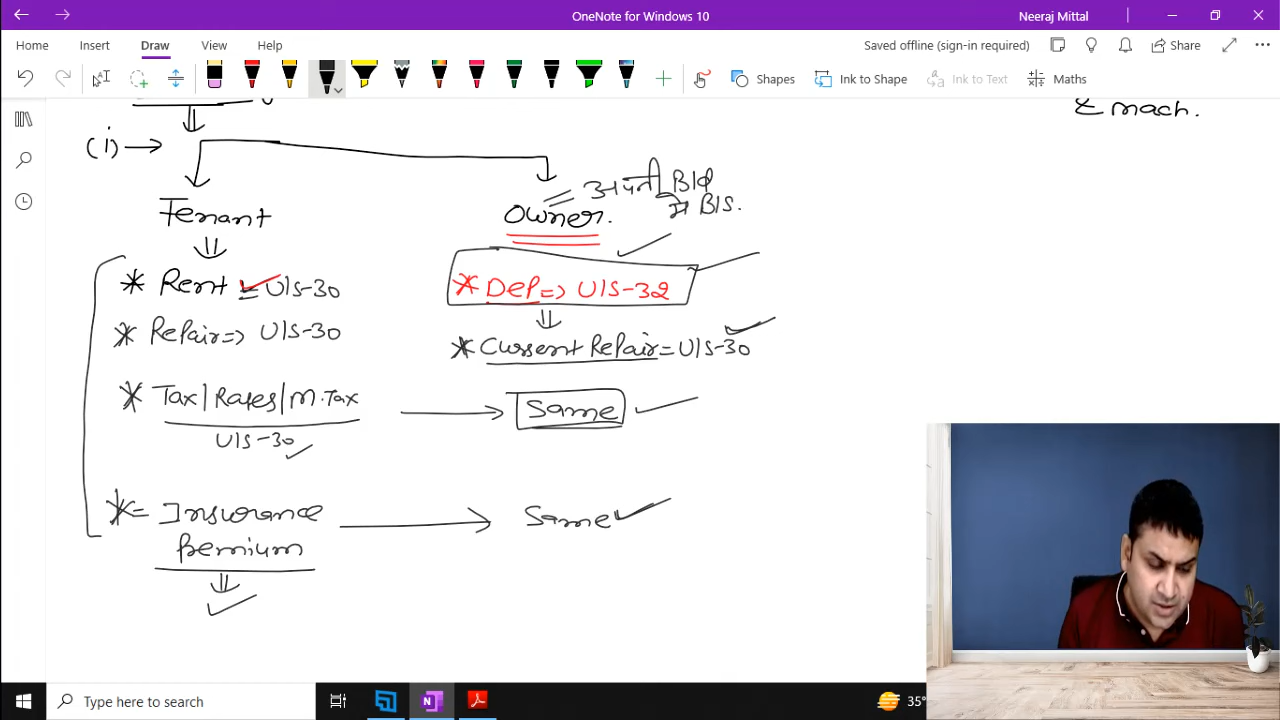 OneNote for Windows 10
Neeraj Mittal
Home
Insert
Draw
View
Help
Saved offline (sign-in required)
Share
Shapes
Ink to Shape
Ink to Text
Maths
& mach.
(i) →
अपनी Bld
में B/s.
Tenant
Owner.
* Rent = U/S-30
* Dep => U/S-32
* Repair => U/S-30
* Current Repair = U/S-30
* Tax/Rates/M.Tax
Same
U/S-30
*= Insurance
Same
Premium
Type here to search
35°